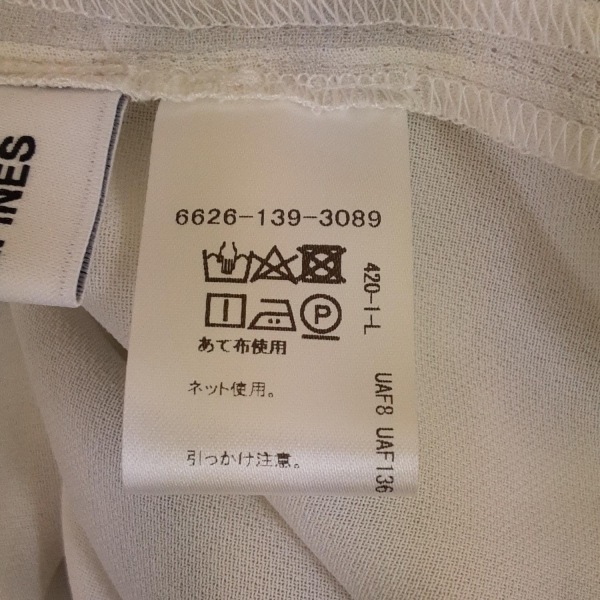 INES
6626-139-3089
P
あて布使用
ネット使用。
引っかけ注意。
420-1-L
UAF8 UAF136